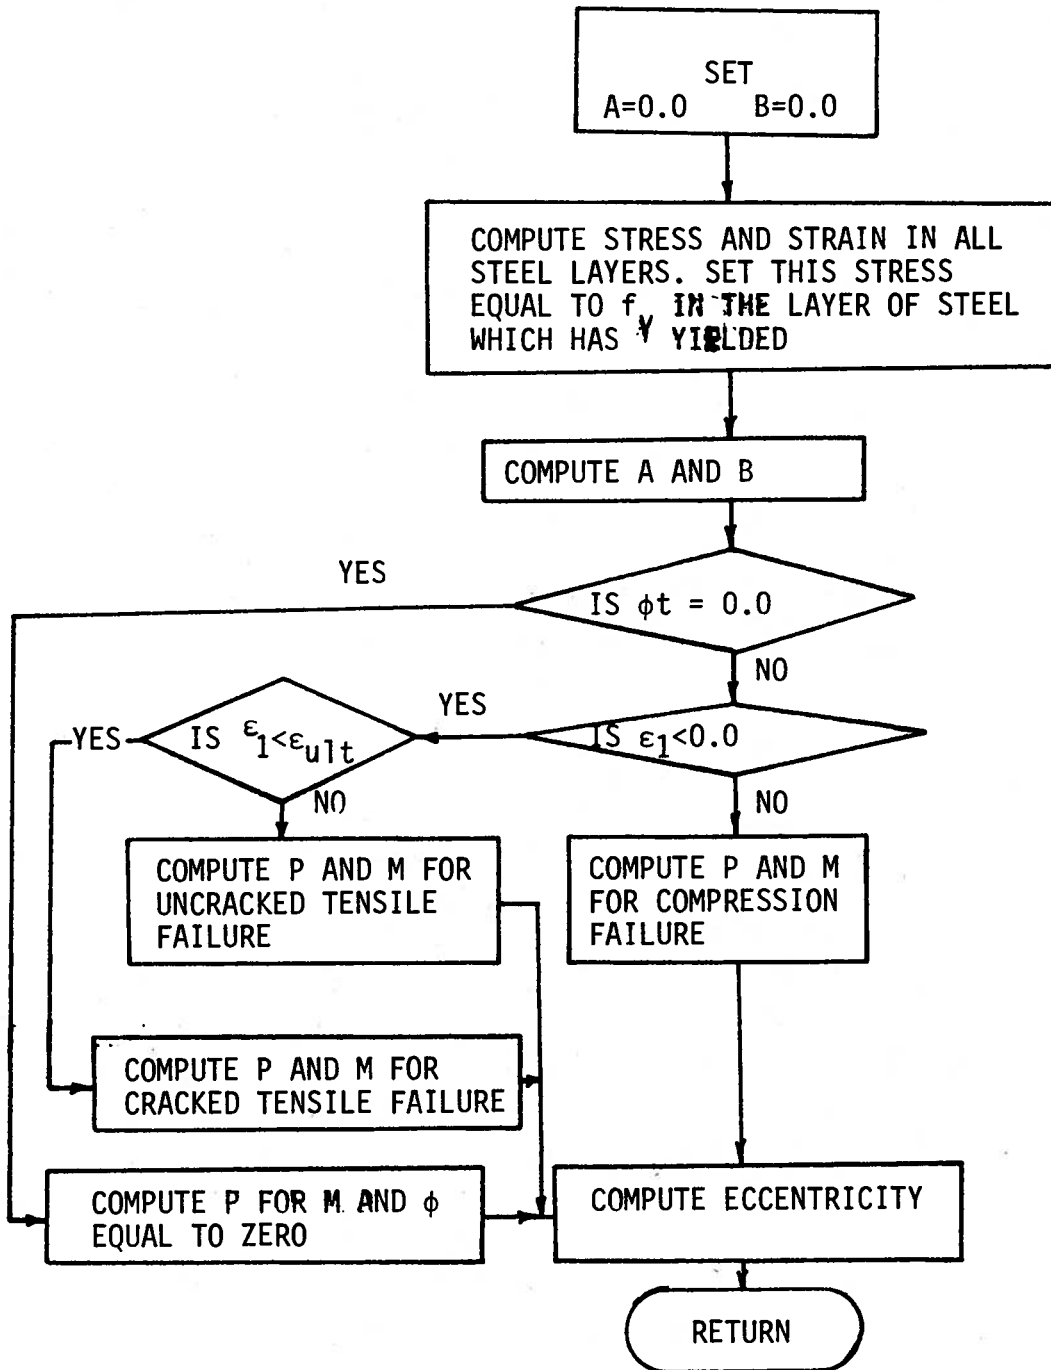 SET
A=0.0 B=0.0
COMPUTE STRESS AND STRAIN IN ALL
STEEL LAYERS. SET THIS STRESS
EQUAL TO fy IN THE LAYER OF STEEL
WHICH HAS YIELDED
COMPUTE A AND B
YES
IS ϕt = 0.0
NO
YES
IS ε1<0.0
YES
IS ε1<εult
NO
NO
COMPUTE P AND M FOR
UNCRACKED TENSILE
FAILURE
COMPUTE P AND M
FOR COMPRESSION
FAILURE
COMPUTE P AND M FOR
CRACKED TENSILE FAILURE
COMPUTE P FOR M AND ϕ
EQUAL TO ZERO
COMPUTE ECCENTRICITY
RETURN